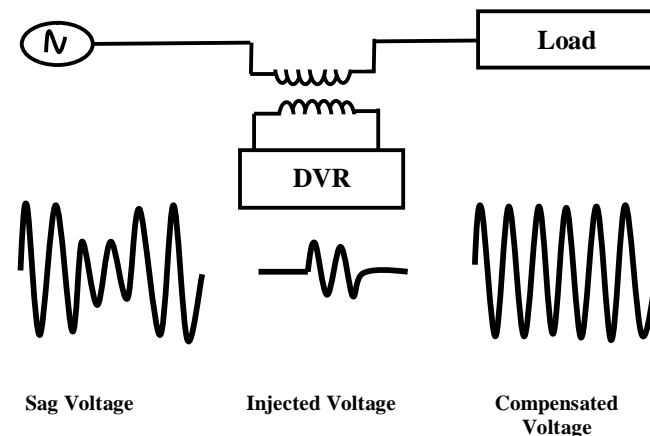 Load
DVR
Sag Voltage
Injected Voltage
Compensated
Voltage